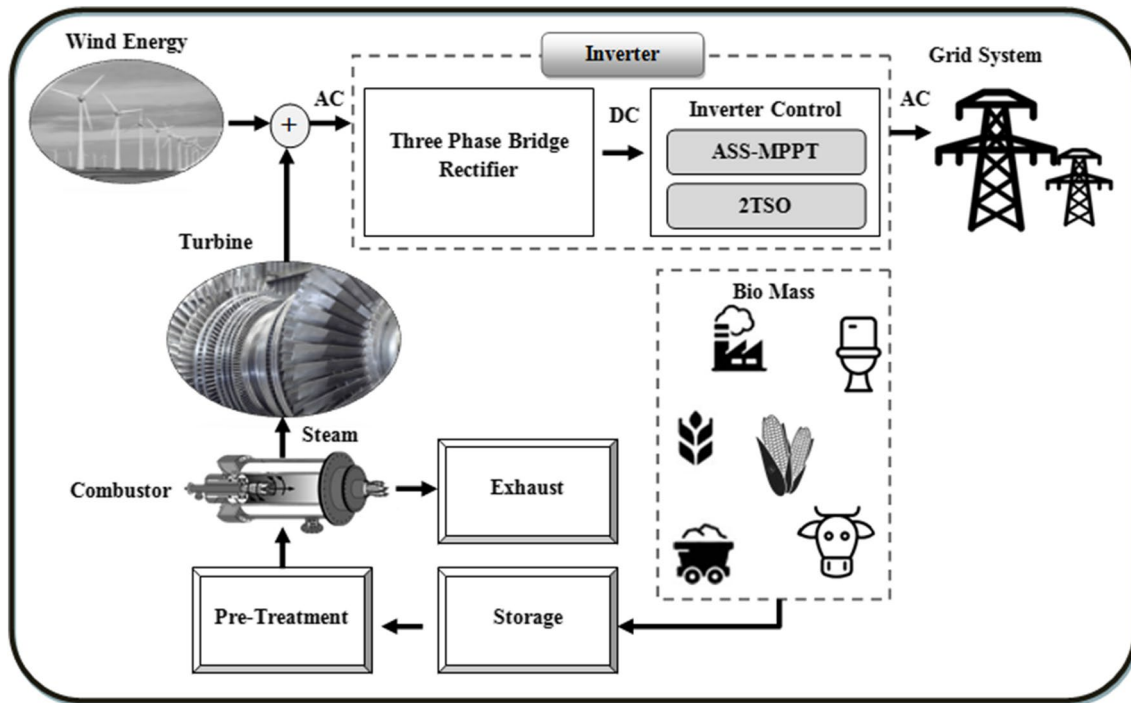 Wind Energy
Inverter
Grid System
AC
Three Phase Bridge
Rectifier
DC
Inverter Control
ASS-MPPT
2TSO
AC
+
Turbine
Bio Mass
Steam
Combustor
Exhaust
Pre-Treatment
Storage